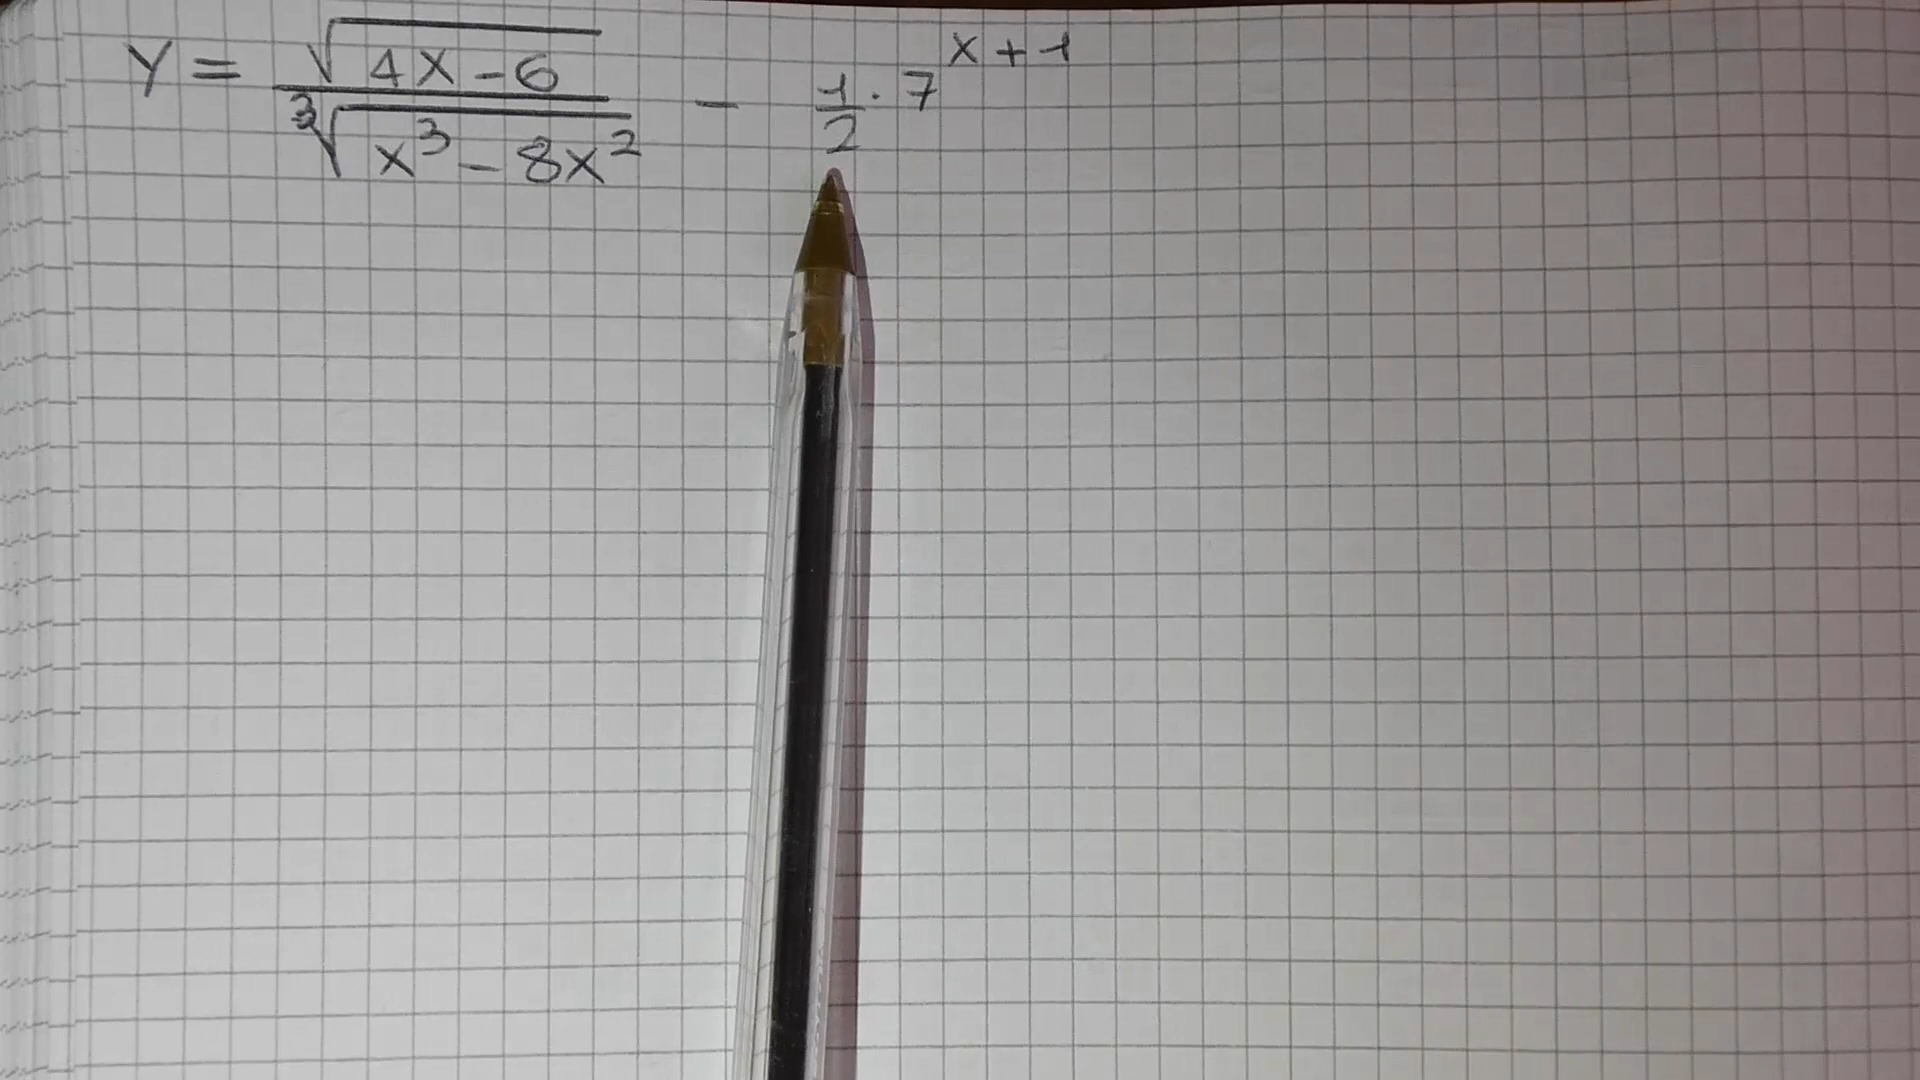 Y = √(4X-6) / ∛(x³-8x²) - 1/2 · 7^(x+1)